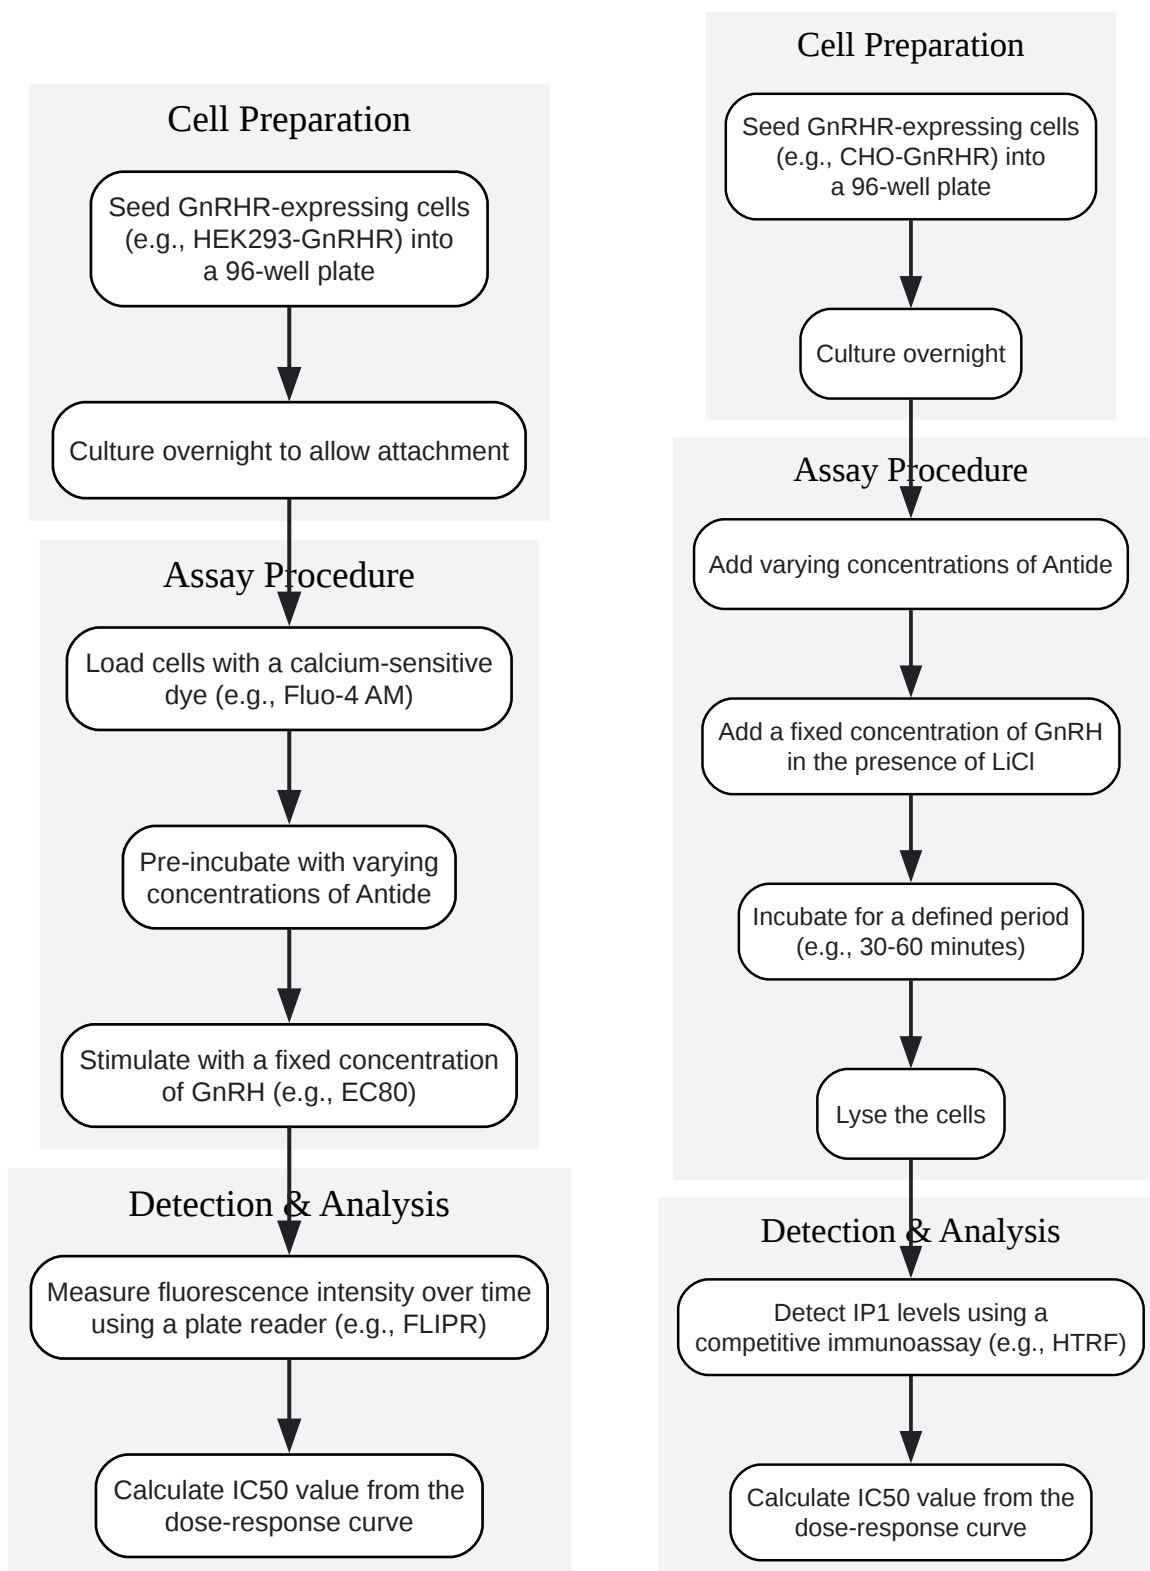 Cell Preparation
Seed GnRHR-expressing cells
(e.g., HEK293-GnRHR) into
a 96-well plate
Culture overnight to allow attachment
Assay Procedure
Load cells with a calcium-sensitive
dye (e.g., Fluo-4 AM)
Pre-incubate with varying
concentrations of Antide
Stimulate with a fixed concentration
of GnRH (e.g., EC80)
Detection & Analysis
Measure fluorescence intensity over time
using a plate reader (e.g., FLIPR)
Calculate IC50 value from the
dose-response curve
Cell Preparation
Seed GnRHR-expressing cells
(e.g., CHO-GnRHR) into
a 96-well plate
Culture overnight
Assay Procedure
Add varying concentrations of Antide
Add a fixed concentration of GnRH
in the presence of LiCl
Incubate for a defined period
(e.g., 30-60 minutes)
Lyse the cells
Detection & Analysis
Detect IP1 levels using a
competitive immunoassay (e.g., HTRF)
Calculate IC50 value from the
dose-response curve